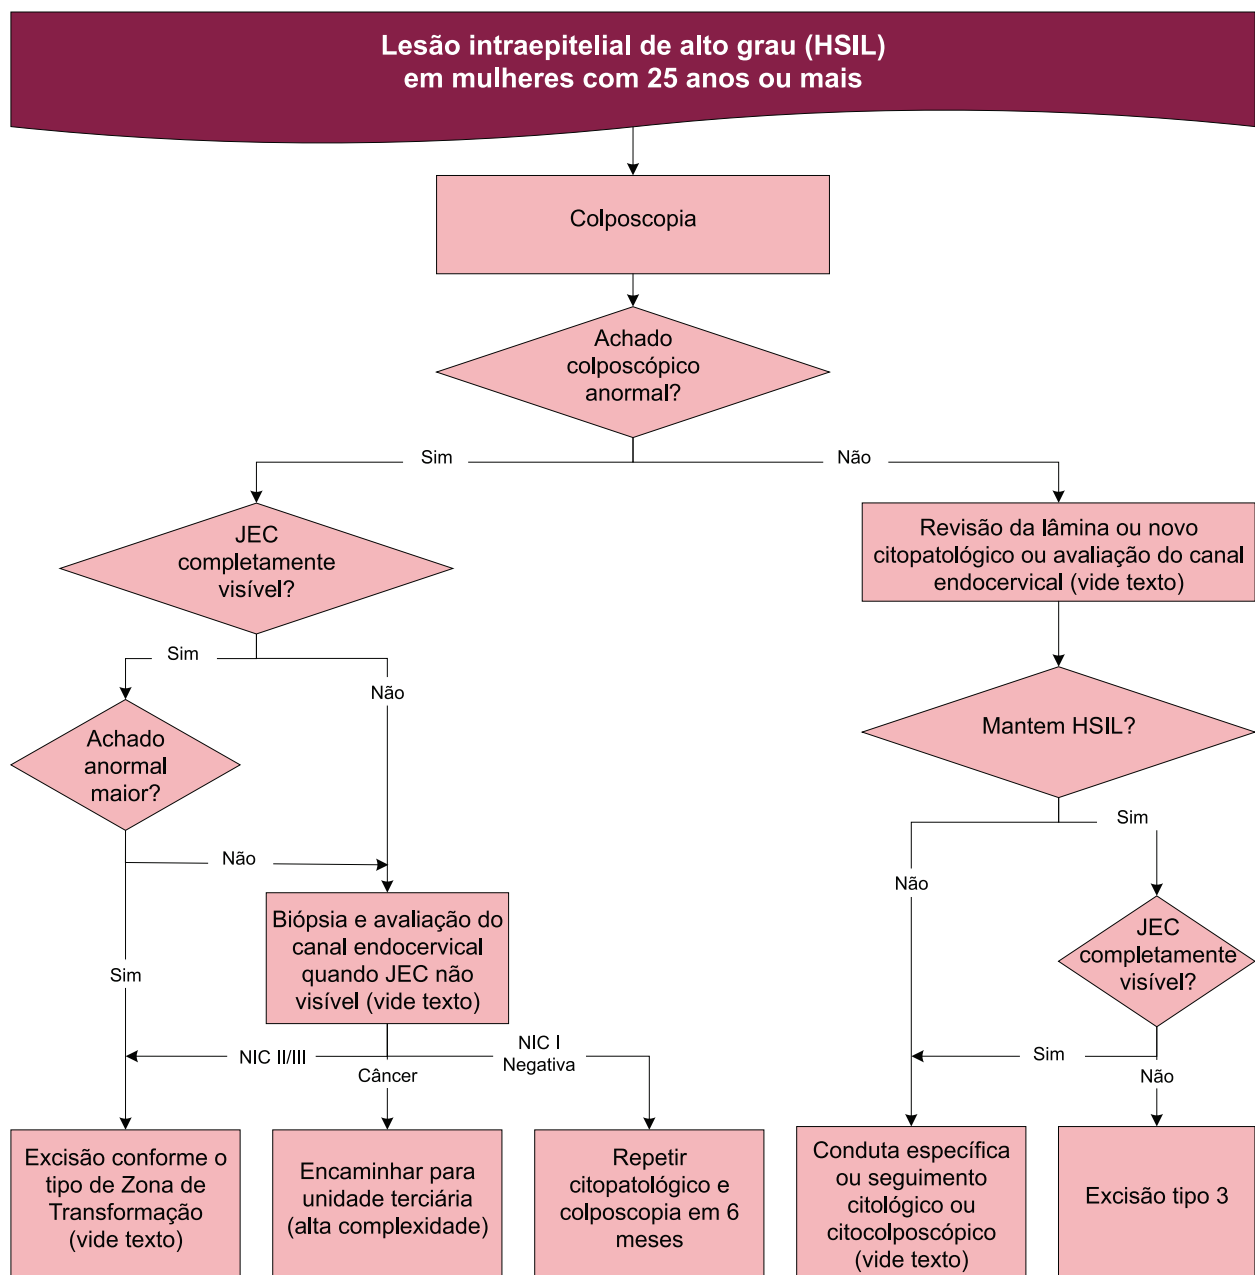 Lesão intraepitelial de alto grau (HSIL)
em mulheres com 25 anos ou mais
Colposcopia
Achado
colposcópico
anormal?
Sim
Não
JEC
completamente
visível?
Revisão da lâmina ou novo
citopatológico ou avaliação do canal
endocervical (vide texto)
Sim
Não
Achado
anormal
maior?
Mantem HSIL?
Sim
Não
Não
Biópsia e avaliação do
canal endocervical
quando JEC não
visível (vide texto)
JEC
completamente
visível?
Sim
NIC II/III
Câncer
NIC I
Negativa
Sim
Não
Excisão conforme o
tipo de Zona de
Transformação
(vide texto)
Encaminhar para
unidade terciária
(alta complexidade)
Repetir
citopatológico e
colposcopia em 6
meses
Conduta específica
ou seguimento
citológico ou
citocolposcópico
(vide texto)
Excisão tipo 3